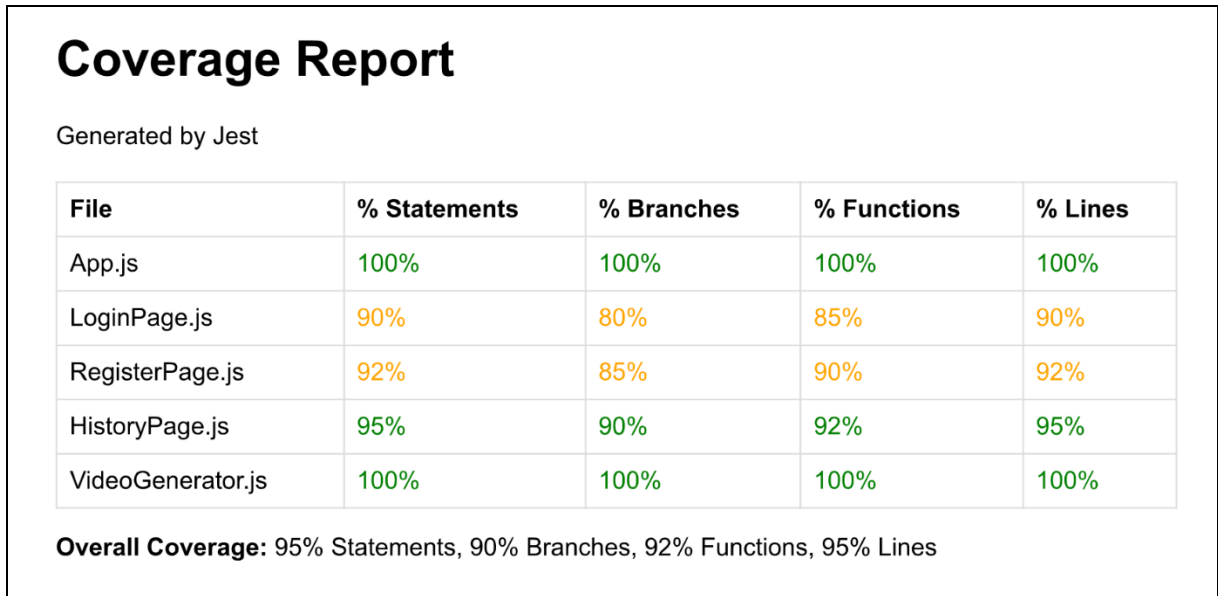 Coverage Report
Generated by Jest
File % Statements % Branches % Functions % Lines
App.js 100% 100% 100% 100%
LoginPage.js 90% 80% 85% 90%
RegisterPage.js 92% 85% 90% 92%
HistoryPage.js 95% 90% 92% 95%
VideoGenerator.js 100% 100% 100% 100%
Overall Coverage: 95% Statements, 90% Branches, 92% Functions, 95% Lines